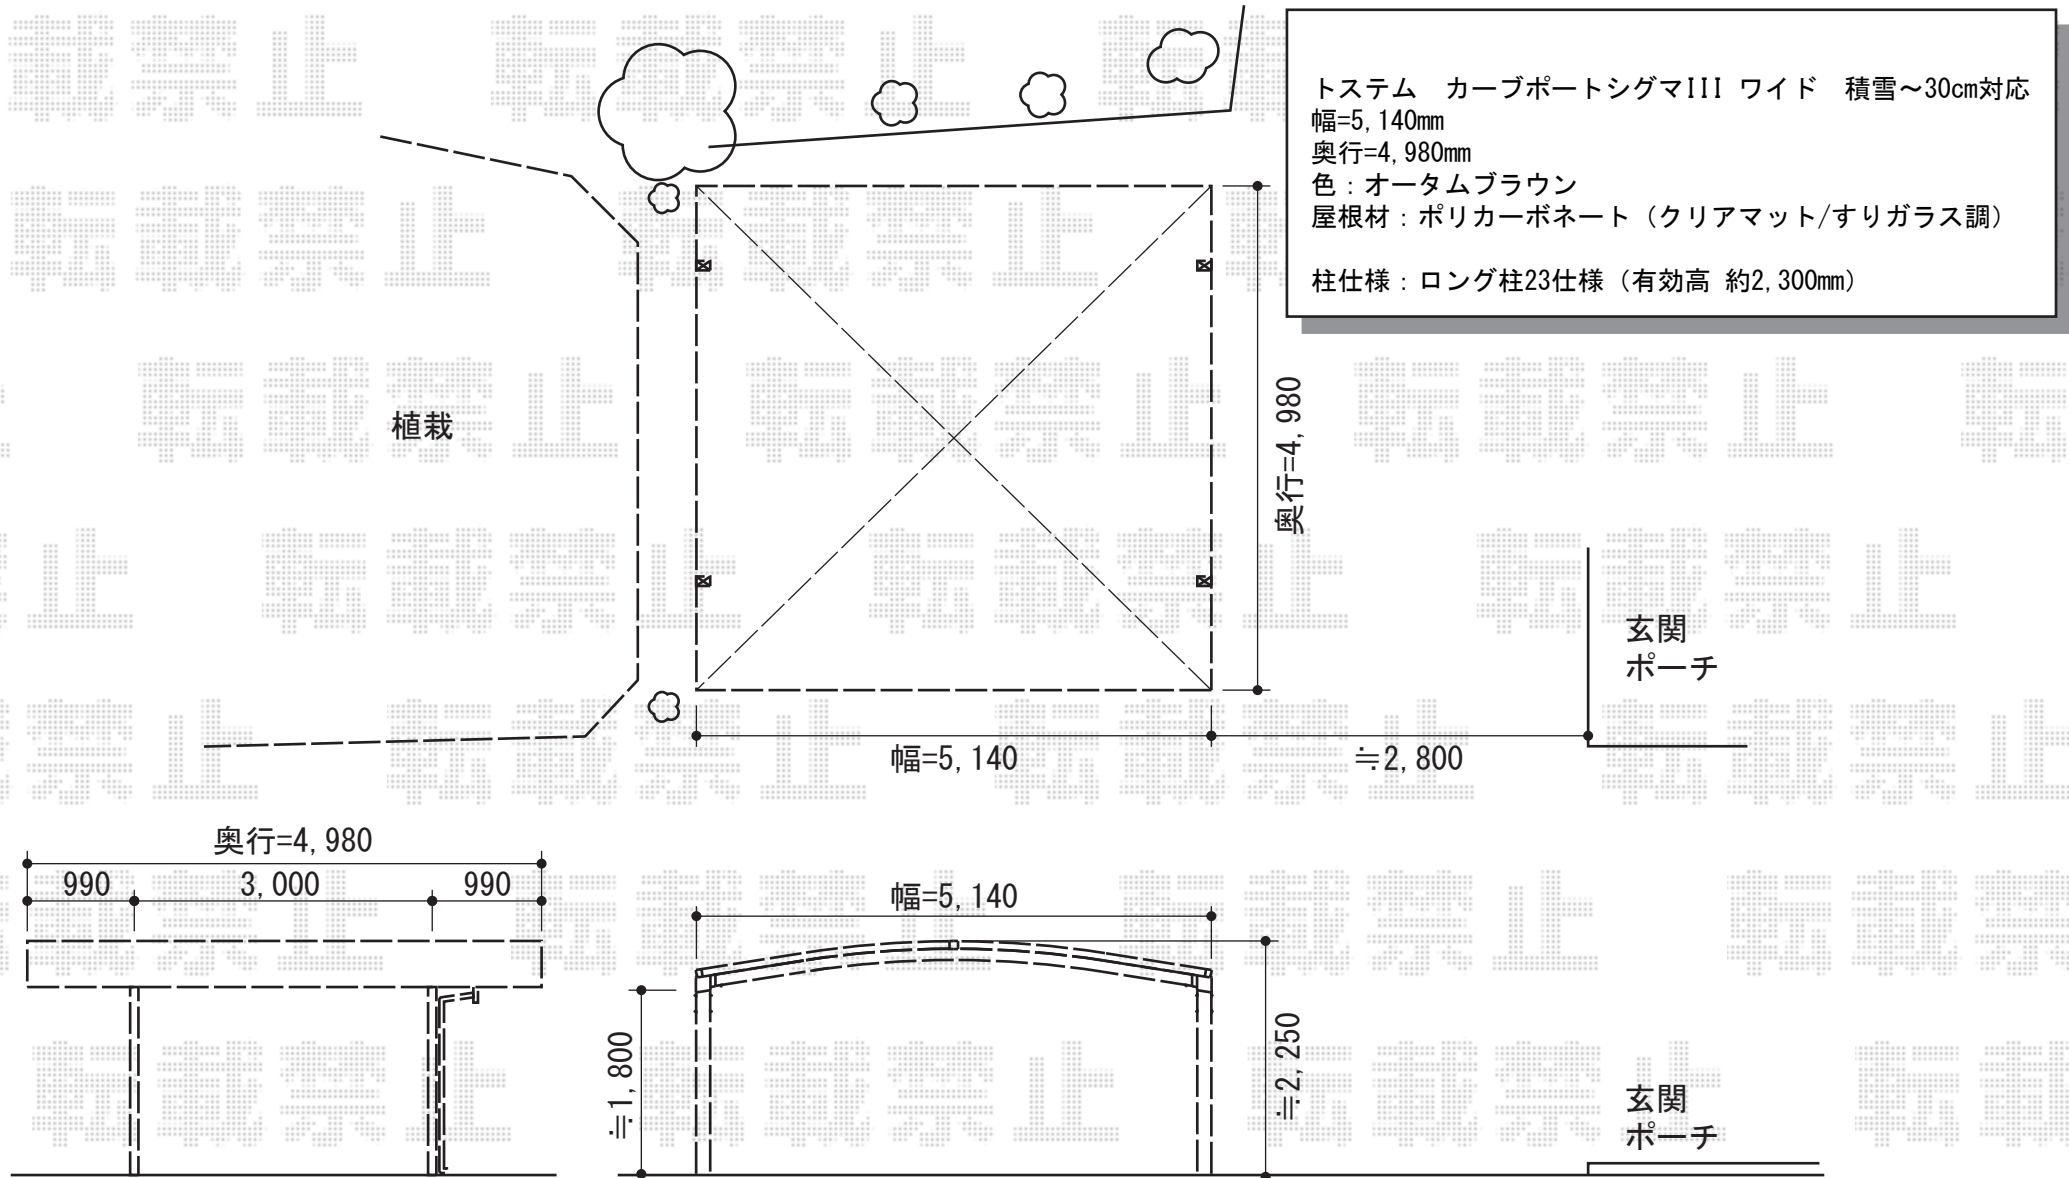 トステム　カーブポートシグマIII ワイド　積雪～30cm対応
幅=5,140mm
奥行=4,980mm
色：オータムブラウン
屋根材：ポリカーボネート（クリアマット/すりガラス調）
柱仕様：ロング柱23仕様（有効高 約2,300mm）
植栽
奥行=4,980
玄関
ポーチ
幅=5,140
≒2,800
奥行=4,980
990
3,000
990
幅=5,140
≒1,800
≒2,250
玄関
ポーチ
転載禁止